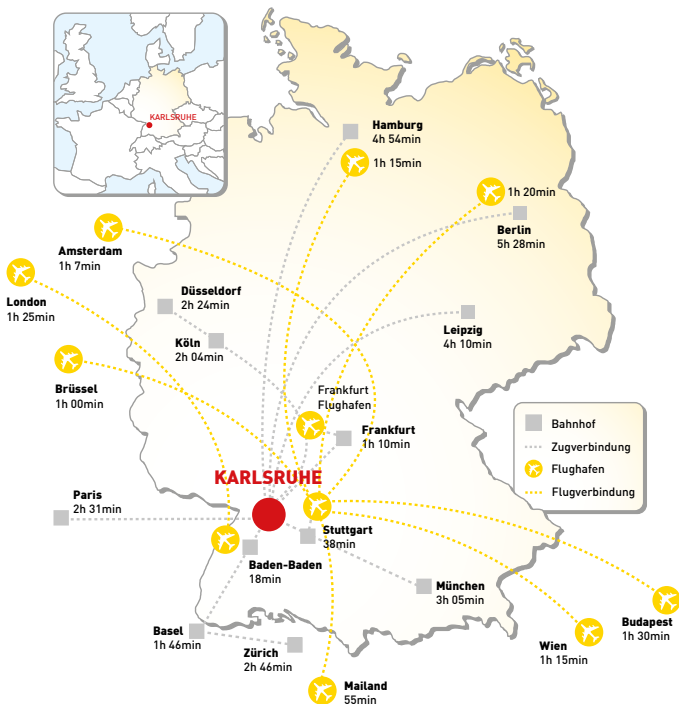 KARLSRUHE
Hamburg
4h 54min
1h 15min
1h 20min
Berlin
5h 28min
Amsterdam
1h 7min
London
1h 25min
Düsseldorf
2h 24min
Köln
2h 04min
Leipzig
4h 10min
Brüssel
1h 00min
Frankfurt
Flughafen
Frankfurt
1h 10min
Bahnhof
Zugverbindung
Flughafen
Flugverbindung
KARLSRUHE
Paris
2h 31min
Stuttgart
38min
Baden-Baden
18min
München
3h 05min
Basel
1h 46min
Zürich
2h 46min
Budapest
1h 30min
Wien
1h 15min
Mailand
55min